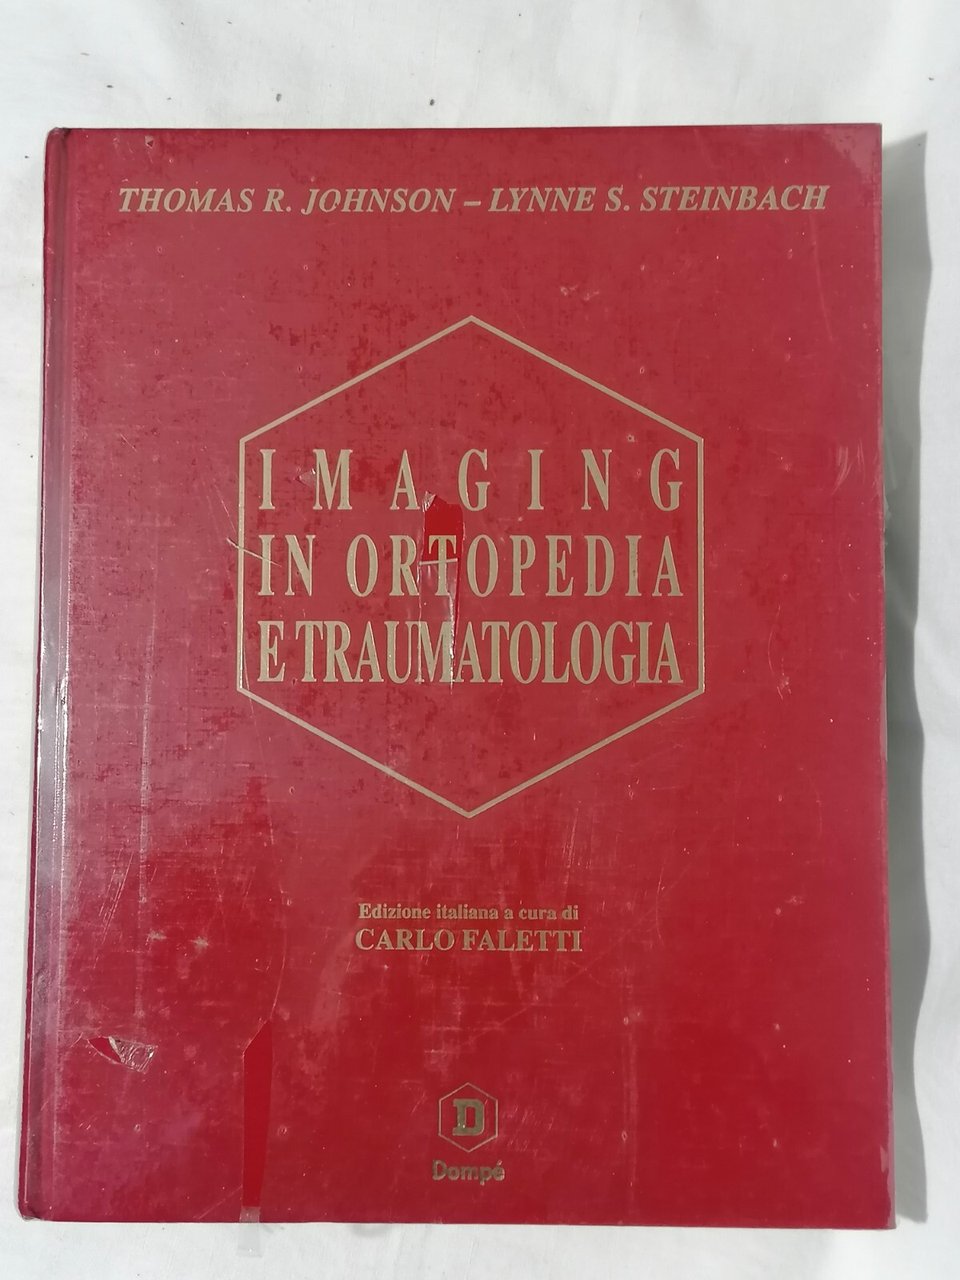 THOMAS R. JOHNSON – LYNNE S. STEINBACH
IMAGING
IN ORTOPEDIA
E TRAUMATOLOGIA
Edizione italiana a cura di
CARLO FALETTI
D
Dompé